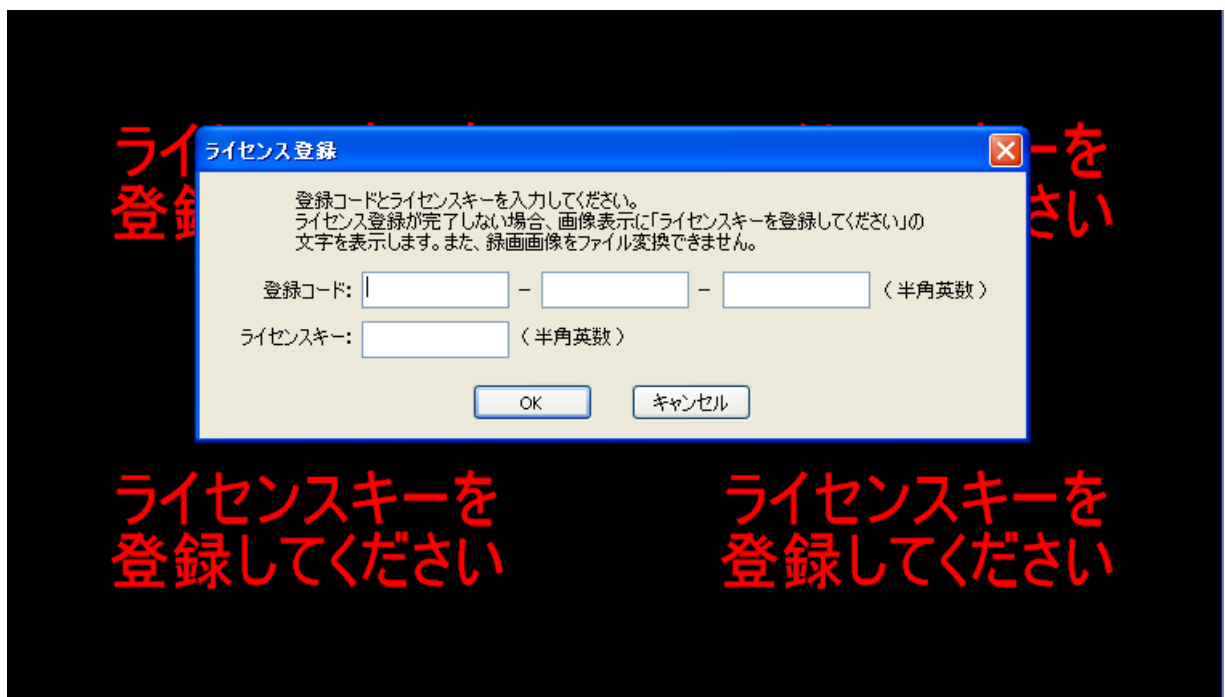 ライセンス登録
登録コードとライセンスキーを入力してください。
ライセンス登録が完了しない場合、画像表示に「ライセンスキーを登録してください」の
文字を表示します。また、録画画像をファイル変換できません。
登録コード: - - (半角英数)
ライセンスキー: (半角英数)
OK キャンセル
ライセンスキーを
登録してください
ライセンスキーを
登録してください